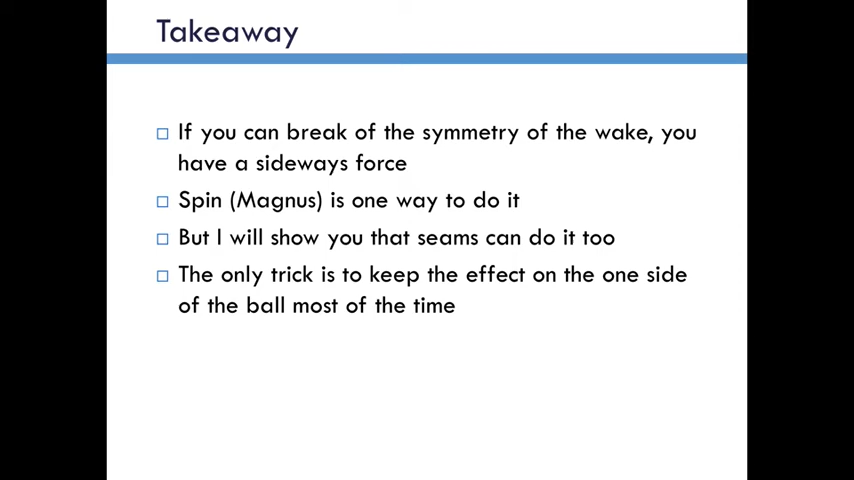 Takeaway
If you can break of the symmetry of the wake, you
have a sideways force
Spin (Magnus) is one way to do it
But I will show you that seams can do it too
The only trick is to keep the effect on the one side
of the ball most of the time